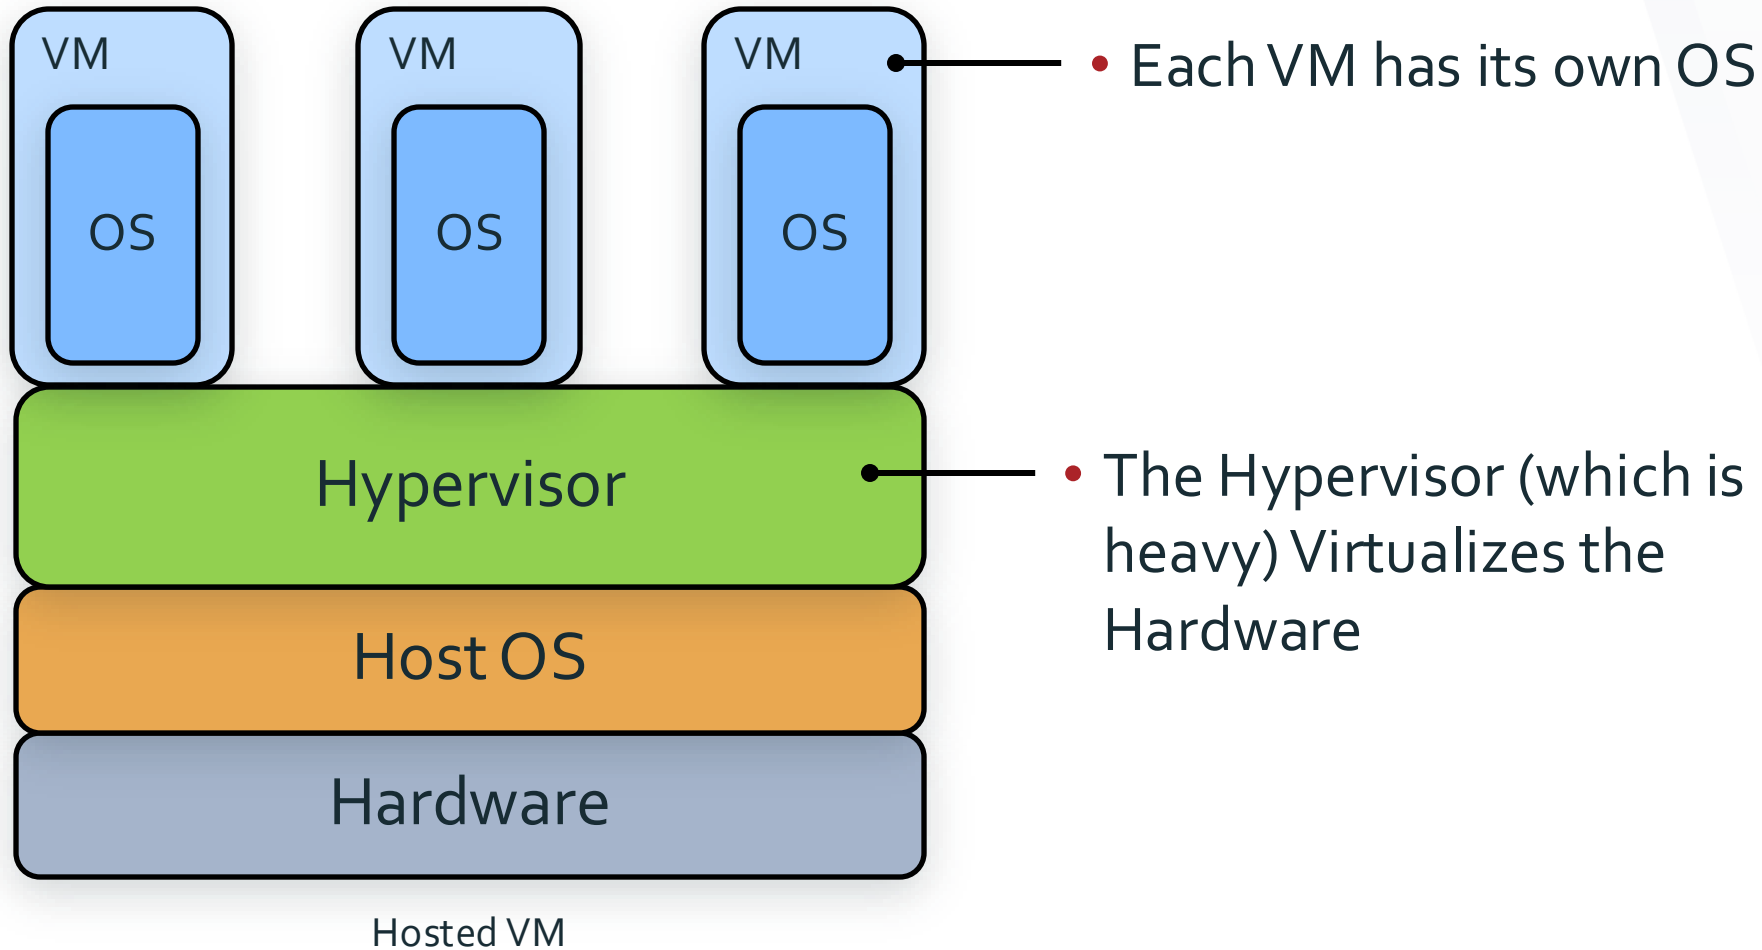 VM
VM
VM
• Each VM has its own OS
OS
OS
OS
Hypervisor
• The Hypervisor (which is
heavy) Virtualizes the
Hardware
Host OS
Hardware
Hosted VM